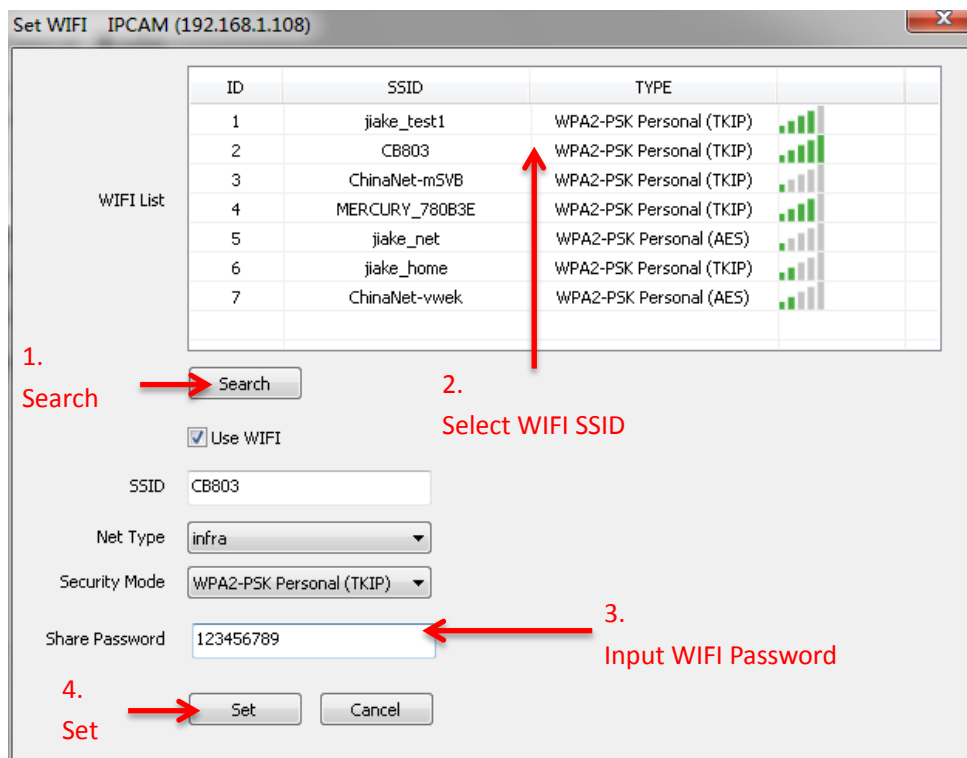 Set WIFI IPCAM (192.168.1.108)
ID SSID TYPE
1 jiake_test1 WPA2-PSK Personal (TKIP)
2 CB803 WPA2-PSK Personal (TKIP)
3 ChinaNet-mSVB WPA2-PSK Personal (TKIP)
WIFI List
4 MERCURY_780B3E WPA2-PSK Personal (TKIP)
5 jiake_net WPA2-PSK Personal (AES)
6 jiake_home WPA2-PSK Personal (TKIP)
7 ChinaNet-vwek WPA2-PSK Personal (AES)
1.
Search
Search
2.
Select WIFI SSID
Use WIFI
SSID CB803
Net Type infra
Security Mode WPA2-PSK Personal (TKIP)
Share Password 123456789
3.
Input WIFI Password
4.
Set
Set Cancel